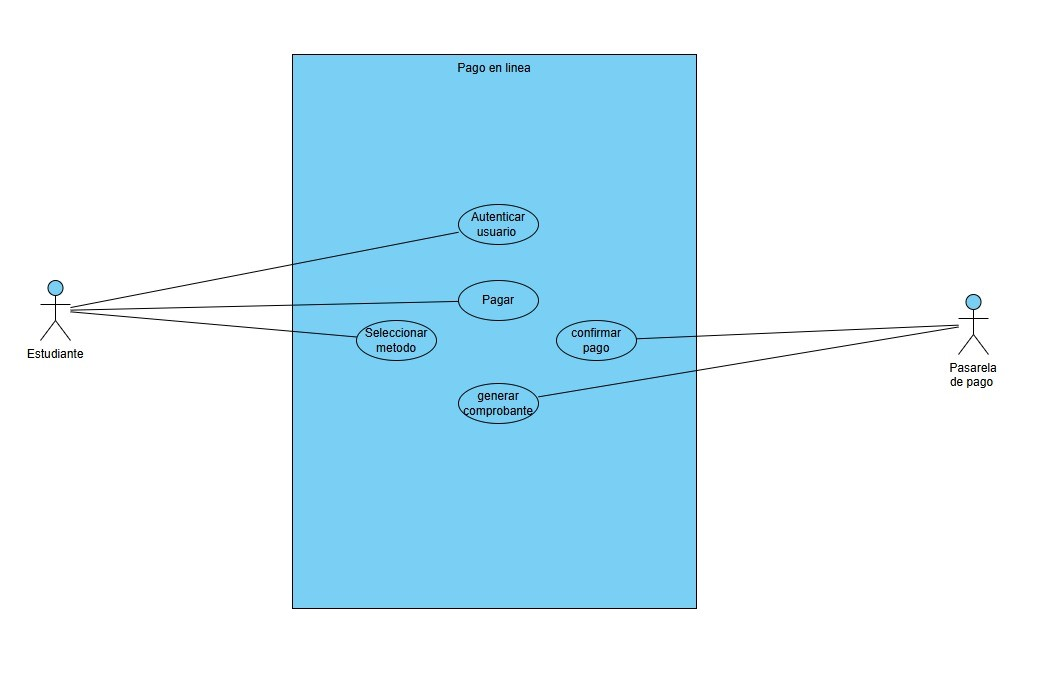 Pago en linea
Autenticar
usuario
Pagar
Seleccionar
metodo
confirmar
pago
generar
comprobante
Estudiante
Pasarela
de pago